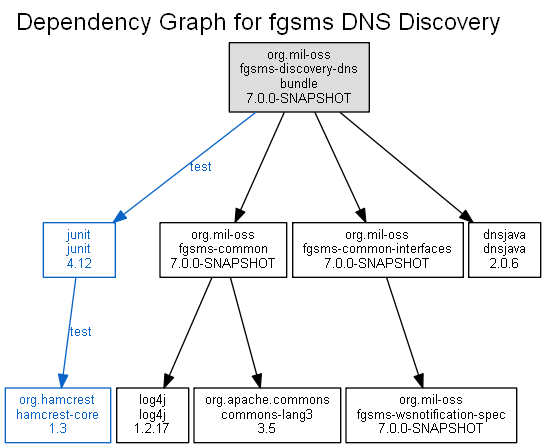 Dependency Graph for fgsms DNS Discovery
org.mil-oss
fgsms-discovery-dns
bundle
7.0.0-SNAPSHOT
test
junit
junit
4.12
org.mil-oss
fgsms-common
7.0.0-SNAPSHOT
org.mil-oss
fgsms-common-interfaces
7.0.0-SNAPSHOT
dnsjava
dnsjava
2.0.6
test
org.hamcrest
hamcrest-core
1.3
log4j
log4j
1.2.17
org.apache.commons
commons-lang3
3.5
org.mil-oss
fgsms-wsnotification-spec
7.0.0-SNAPSHOT